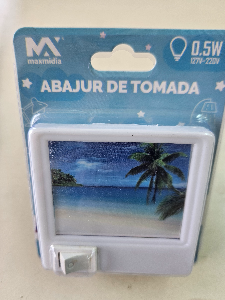 maxmidia
0.5W
127V-220V
ABAJUR DE TOMADA